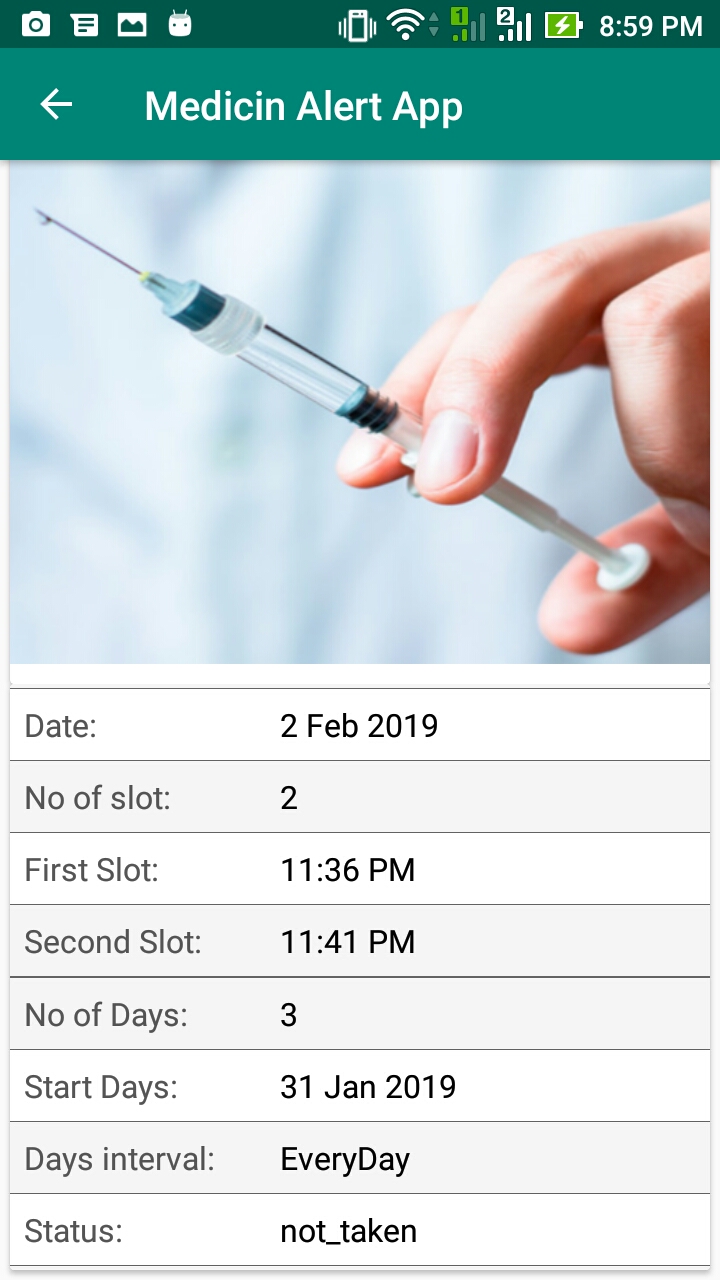 1 2 8:59 PM
Medicin Alert App
Date: 2 Feb 2019
No of slot: 2
First Slot: 11:36 PM
Second Slot: 11:41 PM
No of Days: 3
Start Days: 31 Jan 2019
Days interval: EveryDay
Status: not_taken